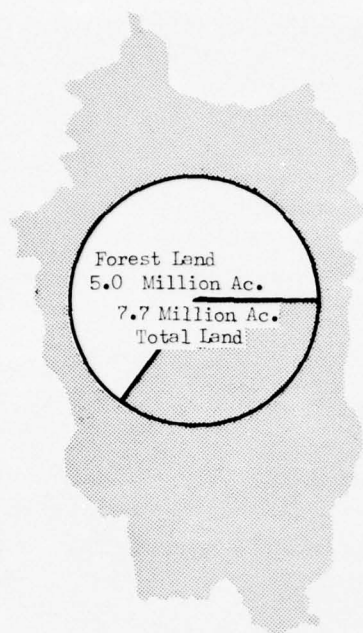 Forest Land
5.0 Million Ac.
7.7 Million Ac.
Total Land